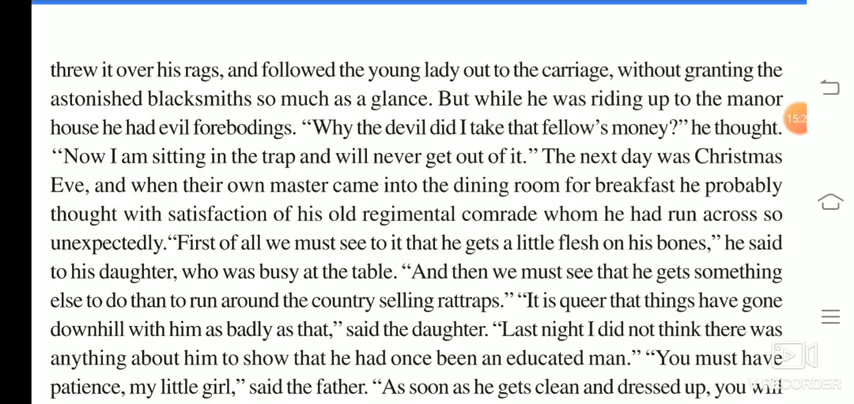 threw it over his rags, and followed the young lady out to the carriage, without granting the
astonished blacksmiths so much as a glance. But while he was riding up to the manor
house he had evil forebodings. “Why the devil did I take that fellow’s money?” he thought.
“Now I am sitting in the trap and will never get out of it.” The next day was Christmas
Eve, and when their own master came into the dining room for breakfast he probably
thought with satisfaction of his old regimental comrade whom he had run across so
unexpectedly.“First of all we must see to it that he gets a little flesh on his bones,” he said
to his daughter, who was busy at the table. “And then we must see that he gets something
else to do than to run around the country selling rattraps.” “It is queer that things have gone
downhill with him as badly as that,” said the daughter. “Last night I did not think there was
anything about him to show that he had once been an educated man.” “You must have
patience, my little girl,” said the father. “As soon as he gets clean and dressed up, you will
15:2